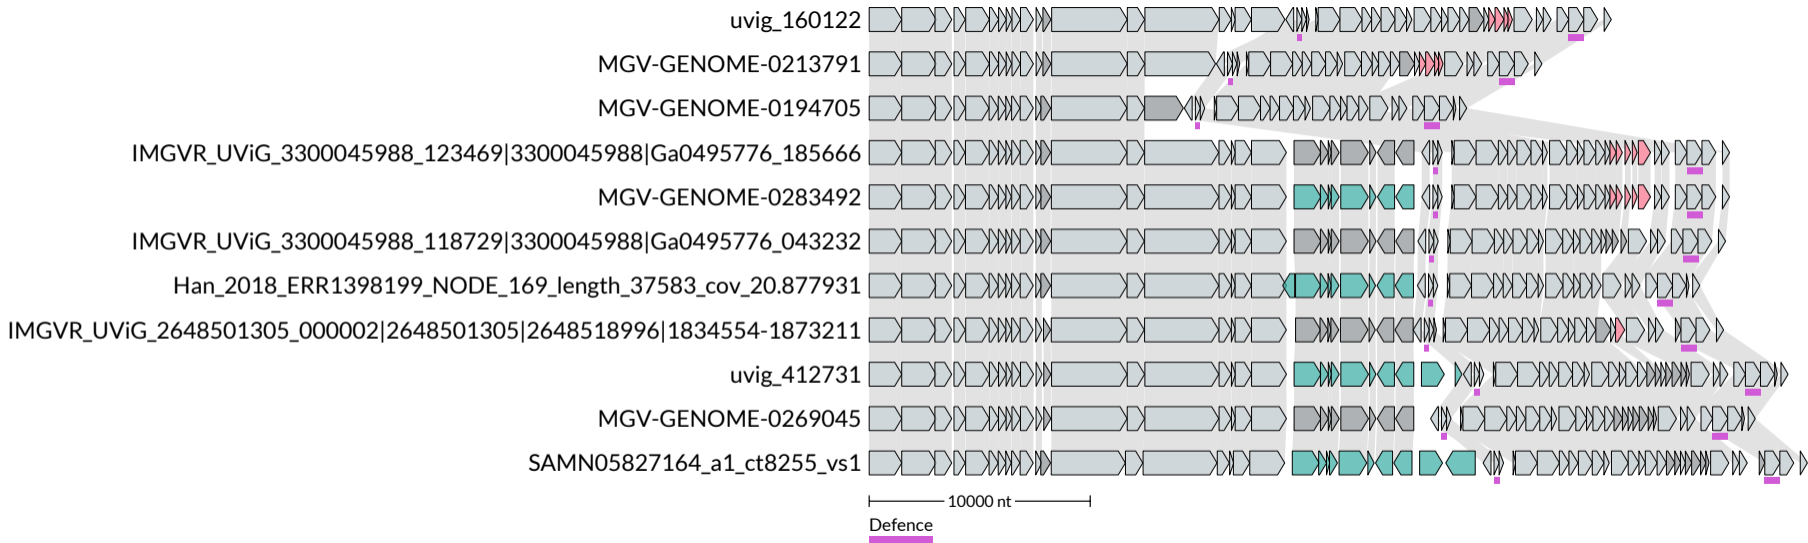 uvig_160122
MGV-GENOME-0213791
MGV-GENOME-0194705
IMGVR_UViG_3300045988_123469|3300045988|Ga0495776_185666
MGV-GENOME-0283492
IMGVR_UViG_3300045988_118729|3300045988|Ga0495776_043232
Han_2018_ERR1398199_NODE_169_length_37583_cov_20.877931
IMGVR_UViG_2648501305_000002|2648501305|2648518996|1834554-1873211
uvig_412731
MGV-GENOME-0269045
SAMN05827164_a1_ct8255_vs1
10000 nt
Defence